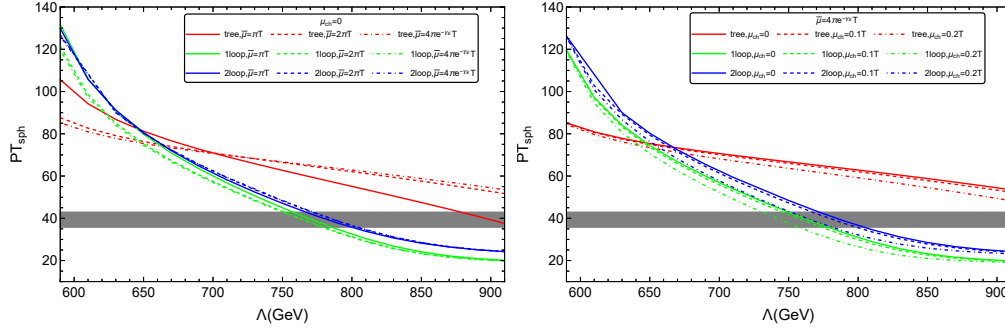 μch=0
tree,μ̅=πT tree,μ̅=2πT tree,μ̅=4πe^-γE T
1loop,μ̅=πT 1loop,μ̅=2πT 1loop,μ̅=4πe^-γE T
2loop,μ̅=πT 2loop,μ̅=2πT 2loop,μ̅=4πe^-γE T
PTsph
140
120
100
80
60
40
20
600 650 700 750 800 850 900
Λ(GeV)
μ̅=4πe^-γE T
tree,μch=0 tree,μch=0.1T tree,μch=0.2T
1loop,μch=0 1loop,μch=0.1T 1loop,μch=0.2T
2loop,μch=0 2loop,μch=0.1T 2loop,μch=0.2T
PTsph
140
120
100
80
60
40
20
600 650 700 750 800 850 900
Λ(GeV)